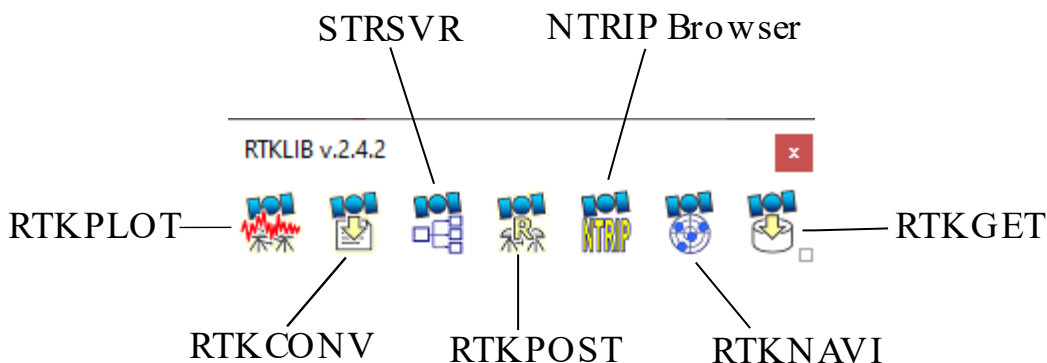 STRSVR
NTRIP Browser
RTKLIB v.2.4.2
x
RTKPLOT
R
NTRIP
RTKGET
RTKCONV
RTKPOST
RTKNAVI